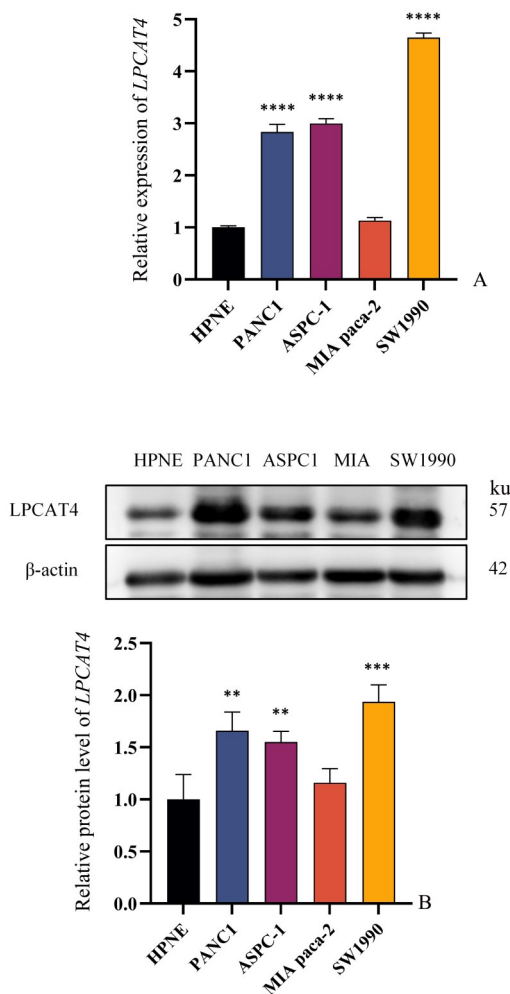 Relative expression of LPCAT4
5
4
3
2
1
0
****
****
****
HPNE
PANC1
ASPC-1
MIA paca-2
SW1990
A
HPNE PANC1 ASPC1 MIA SW1990
ku
LPCAT4 57
β-actin 42
Relative protein level of LPCAT4
2.5
2.0
1.5
1.0
0.5
0.0
**
**
***
HPNE
PANC1
ASPC-1
MIA paca-2
SW1990
B